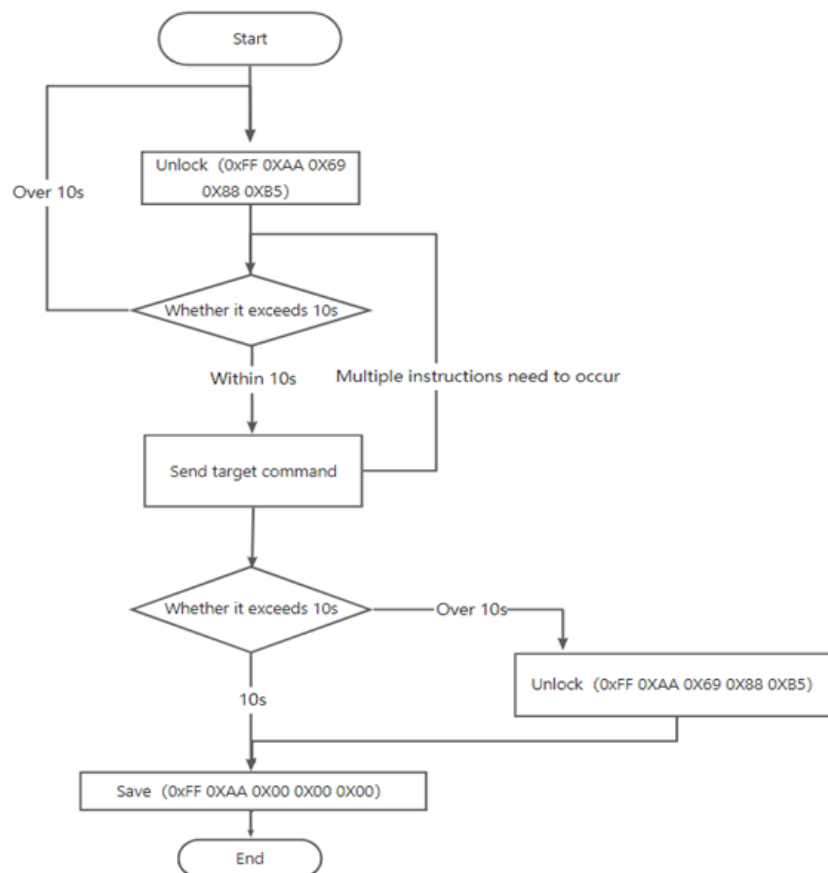 Start
Unlock（0xFF 0XAA 0X69
0X88 0XB5）
Over 10s
Whether it exceeds 10s
Within 10s
Multiple instructions need to occur
Send target command
Whether it exceeds 10s
Over 10s
Unlock（0xFF 0XAA 0X69 0X88 0XB5）
10s
Save（0xFF 0XAA 0X00 0X00 0X00）
End